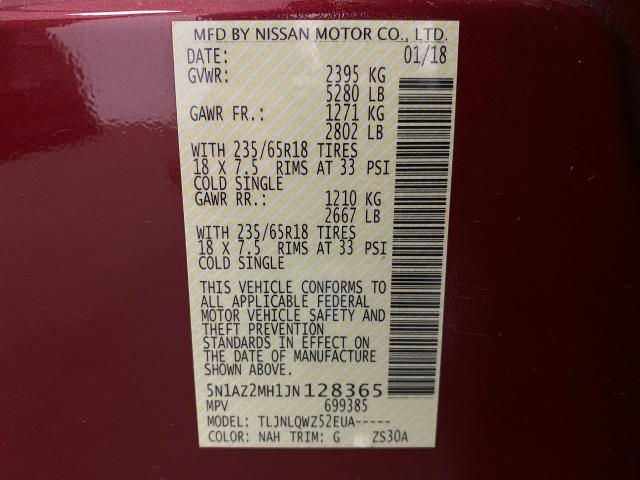 MFD BY NISSAN MOTOR CO., LTD.
DATE: 01/18
GVWR: 2395 KG
5280 LB
GAWR FR.: 1271 KG
2802 LB
WITH 235/65R18 TIRES
18 X 7.5 RIMS AT 33 PSI
COLD SINGLE
GAWR RR.: 1210 KG
2667 LB
WITH 235/65R18 TIRES
18 X 7.5 RIMS AT 33 PSI
COLD SINGLE
THIS VEHICLE CONFORMS TO
ALL APPLICABLE FEDERAL
MOTOR VEHICLE SAFETY AND
THEFT PREVENTION
STANDARDS IN EFFECT ON
THE DATE OF MANUFACTURE
SHOWN ABOVE.
5N1AZ2MH1JN128365
MPV 699385
MODEL: TLJNLQWZ52EUA-----
COLOR: NAH TRIM: G ZS30A